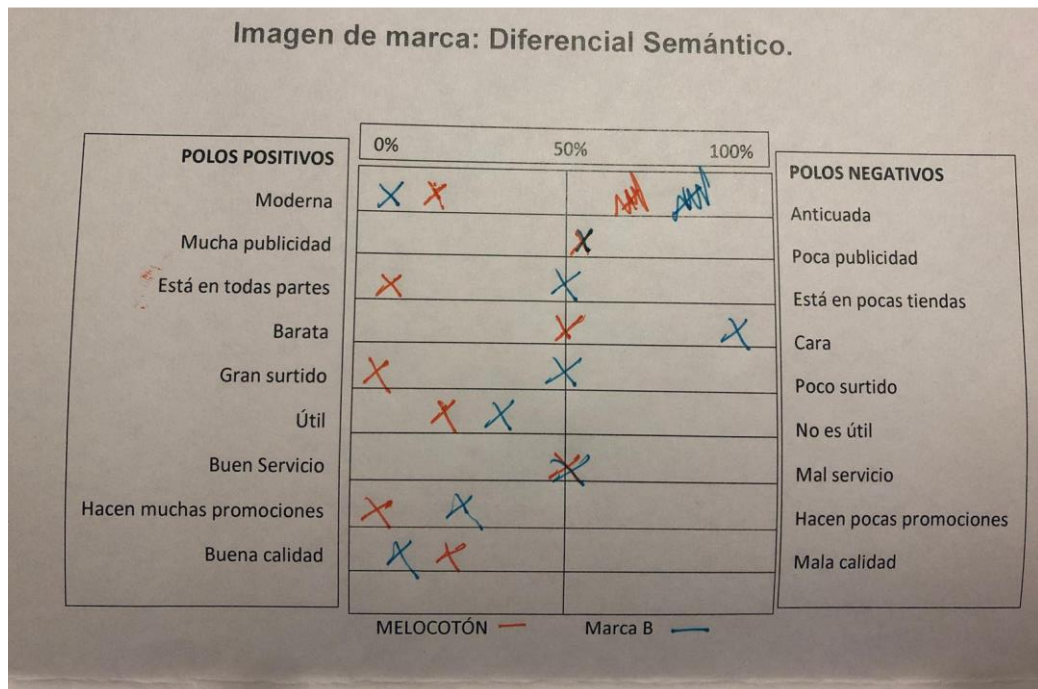 Imagen de marca: Diferencial Semántico.
0% 50% 100%
POLOS POSITIVOS
POLOS NEGATIVOS
Moderna
Anticuada
Mucha publicidad
Poca publicidad
Está en todas partes
Está en pocas tiendas
Barata
Cara
Gran surtido
Poco surtido
Útil
No es útil
Buen Servicio
Mal servicio
Hacen muchas promociones
Hacen pocas promociones
Buena calidad
Mala calidad
MELOCOTÓN
Marca B